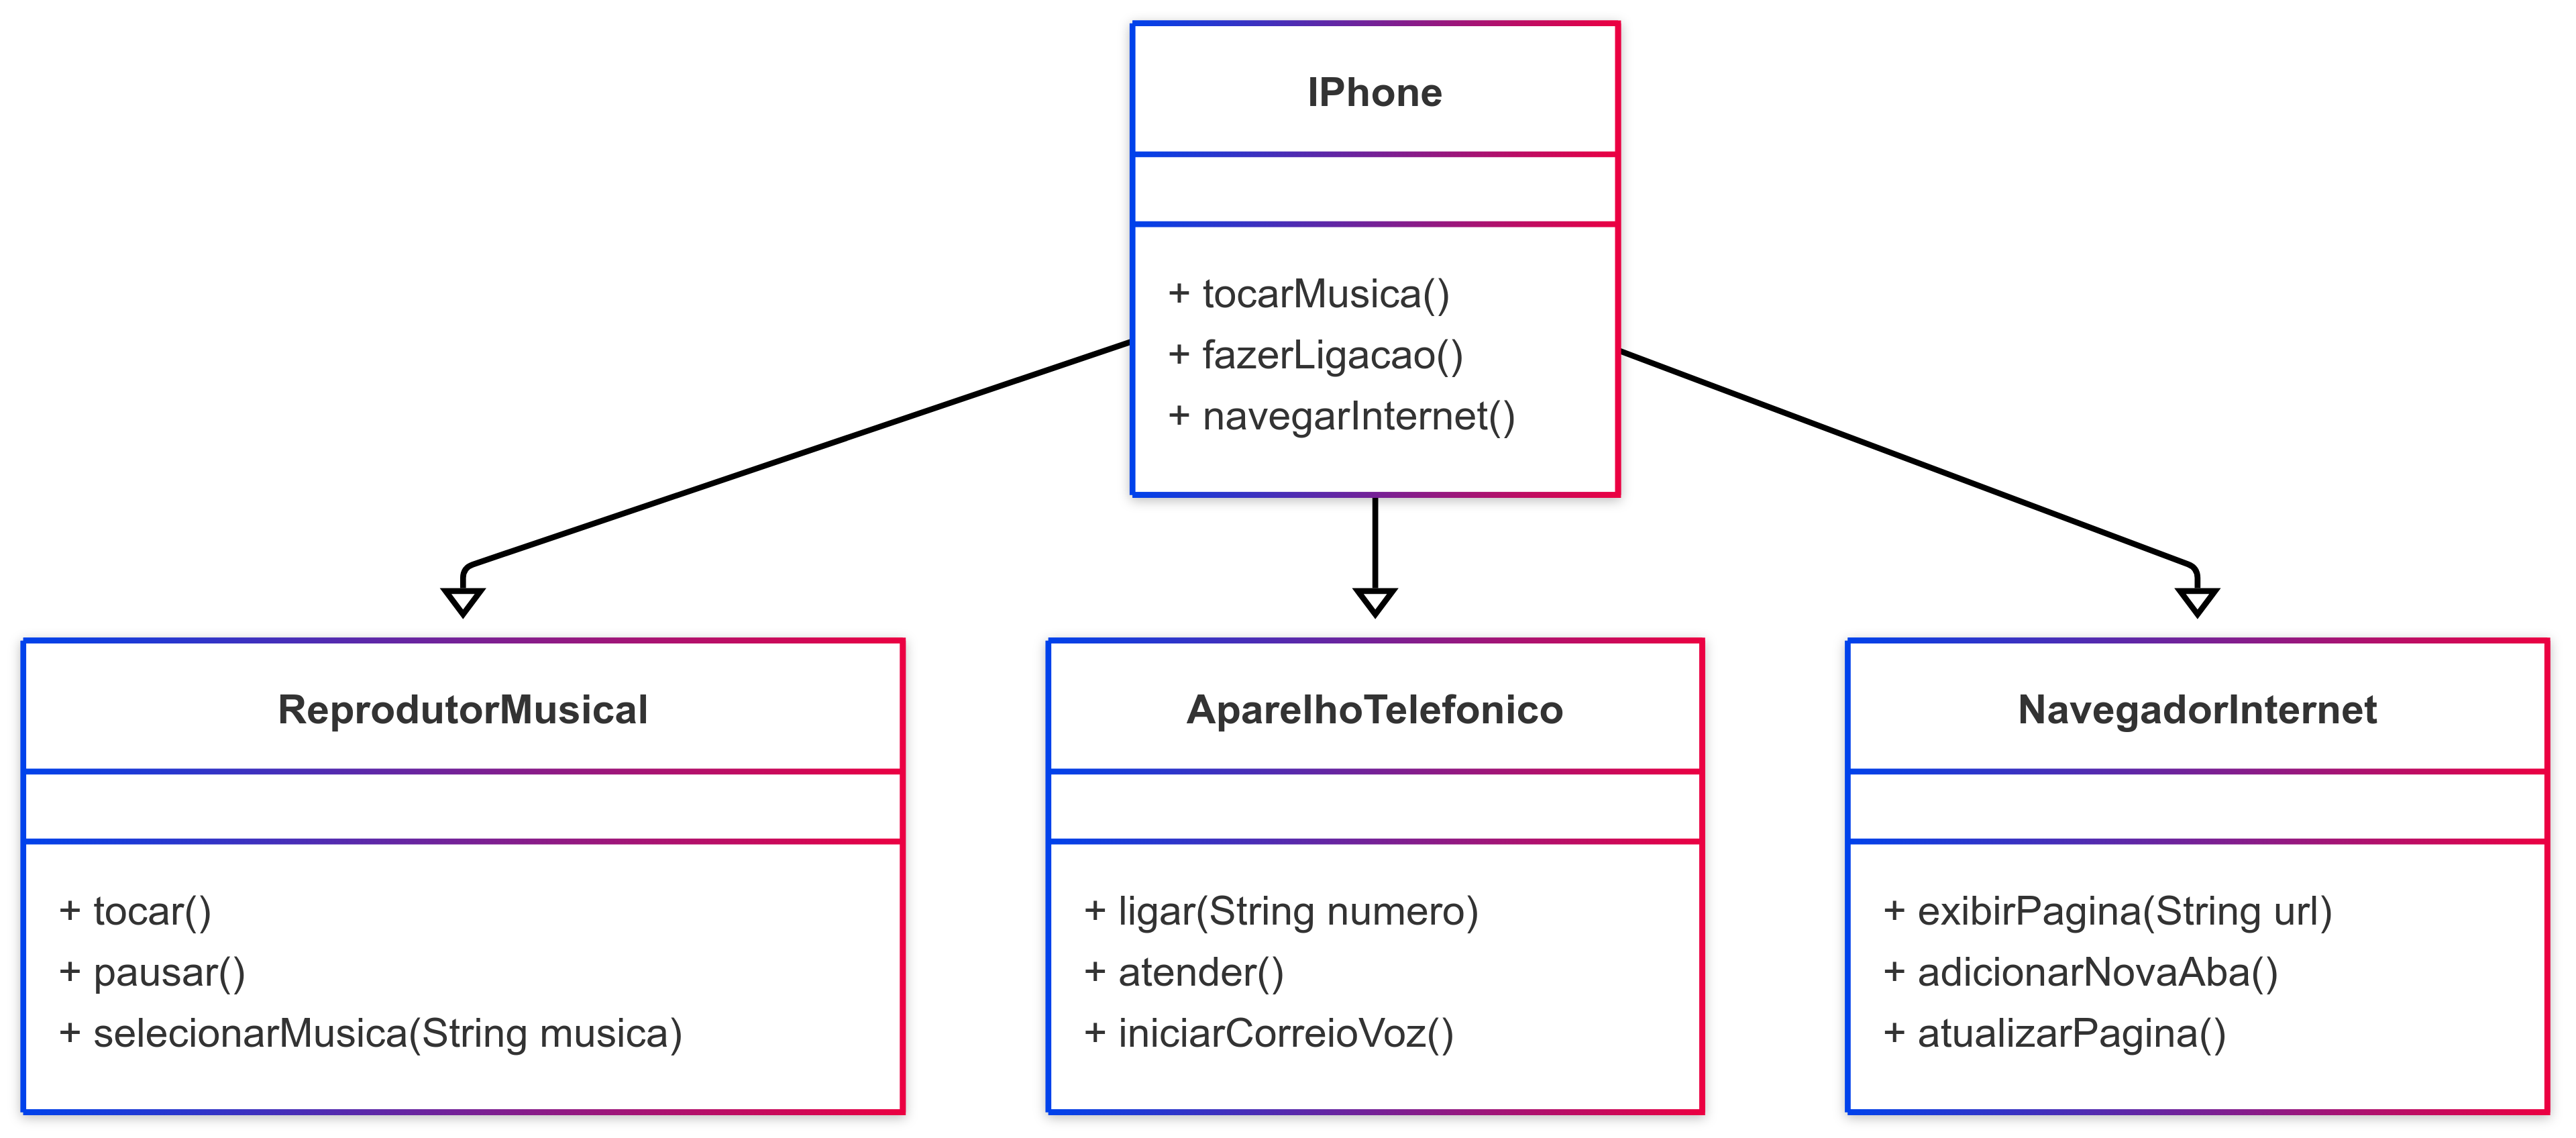 IPhone
+ tocarMusica()
+ fazerLigacao()
+ navegarInternet()
ReprodutorMusical
+ tocar()
+ pausar()
+ selecionarMusica(String musica)
AparelhoTelefonico
+ ligar(String numero)
+ atender()
+ iniciarCorreioVoz()
NavegadorInternet
+ exibirPagina(String url)
+ adicionarNovaAba()
+ atualizarPagina()